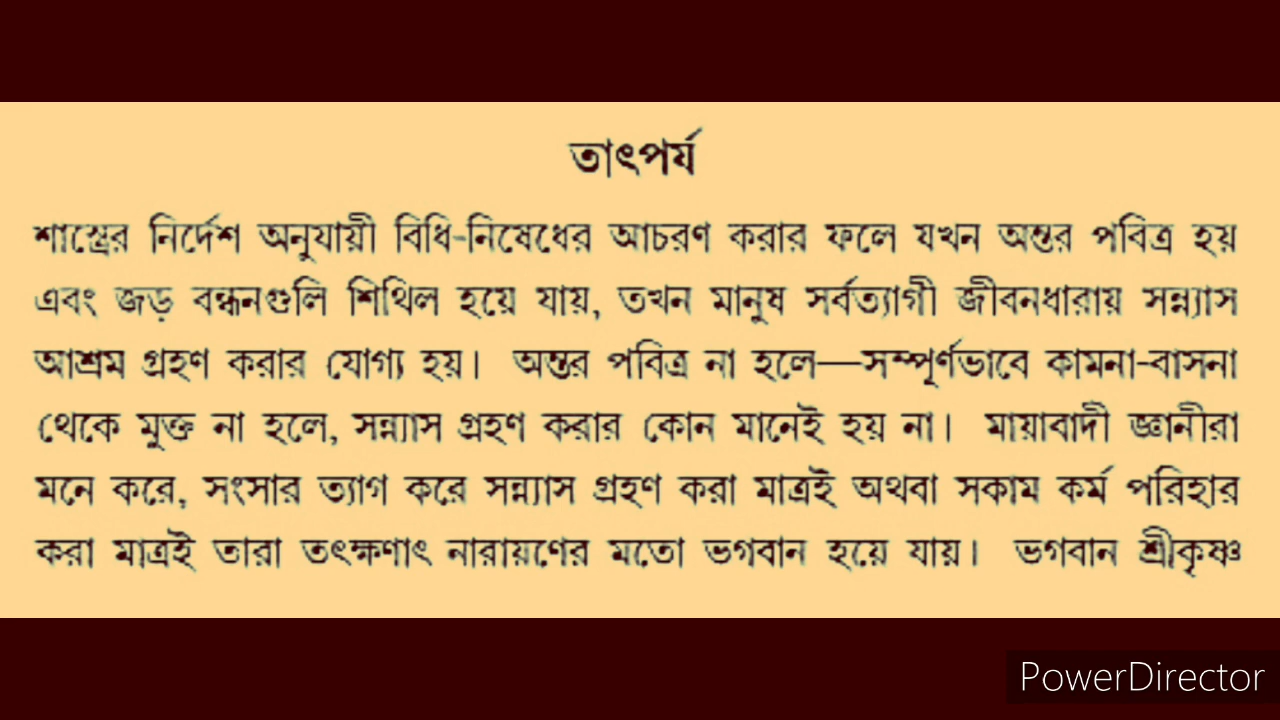 তাৎপর্য
শাস্ত্রের নির্দেশ অনুযায়ী বিধি-নিষেধের আচরণ করার ফলে যখন অন্তর পবিত্র হয়
এবং জড় বন্ধনগুলি শিথিল হয়ে যায়, তখন মানুষ সর্বত্যাগী জীবনধারায় সন্ন্যাস
আশ্রম গ্রহণ করার যোগ্য হয়। অন্তর পবিত্র না হলে—সম্পূর্ণভাবে কামনা-বাসনা
থেকে মুক্ত না হলে, সন্ন্যাস গ্রহণ করার কোন মানেই হয় না। মায়াবাদী জ্ঞানীরা
মনে করে, সংসার ত্যাগ করে সন্ন্যাস গ্রহণ করা মাত্রই অথবা সকাম কর্ম পরিহার
করা মাত্রই তারা তৎক্ষণাৎ নারায়ণের মতো ভগবান হয়ে যায়। ভগবান শ্রীকৃষ্ণ
PowerDirector